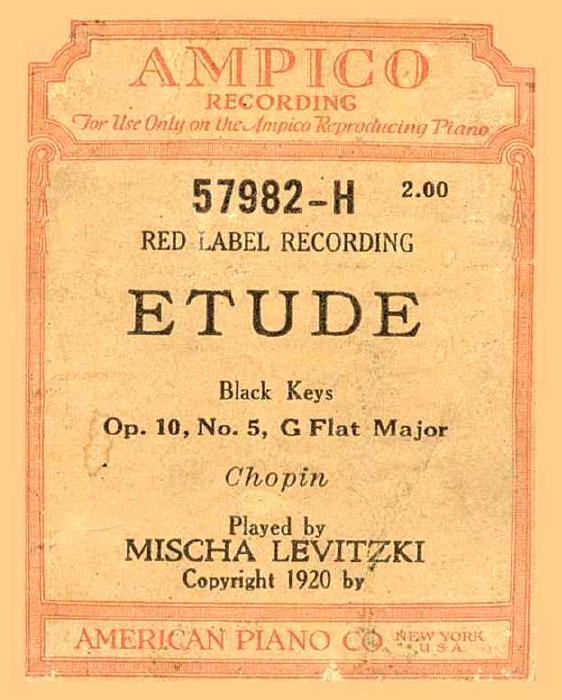 AMPICO
RECORDING
For Use Only on the Ampico Reproducing Piano
57982-H 2.00
RED LABEL RECORDING
ETUDE
Black Keys
Op. 10, No. 5, G Flat Major
Chopin
Played by
MISCHA LEVITZKI
Copyright 1920 by
AMERICAN PIANO CO. NEW YORK
U.S.A.